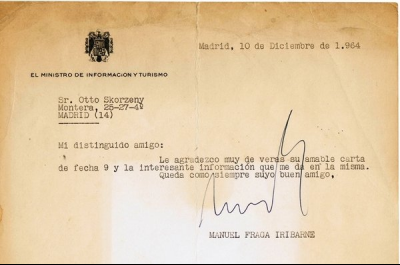 Madrid, 10 de Diciembre de 1.964
EL MINISTRO DE INFORMACION Y TURISMO
Sr. Otto Skorzeny
Montera, 25-27-4º
MADRID (14)
Mi distinguido amigo:
Le agradezco muy de veras su amable carta
de fecha 9 y la interesante información que me da en la misma.
Queda como siempre suyo buen amigo,
MANUEL FRAGA IRIBARNE